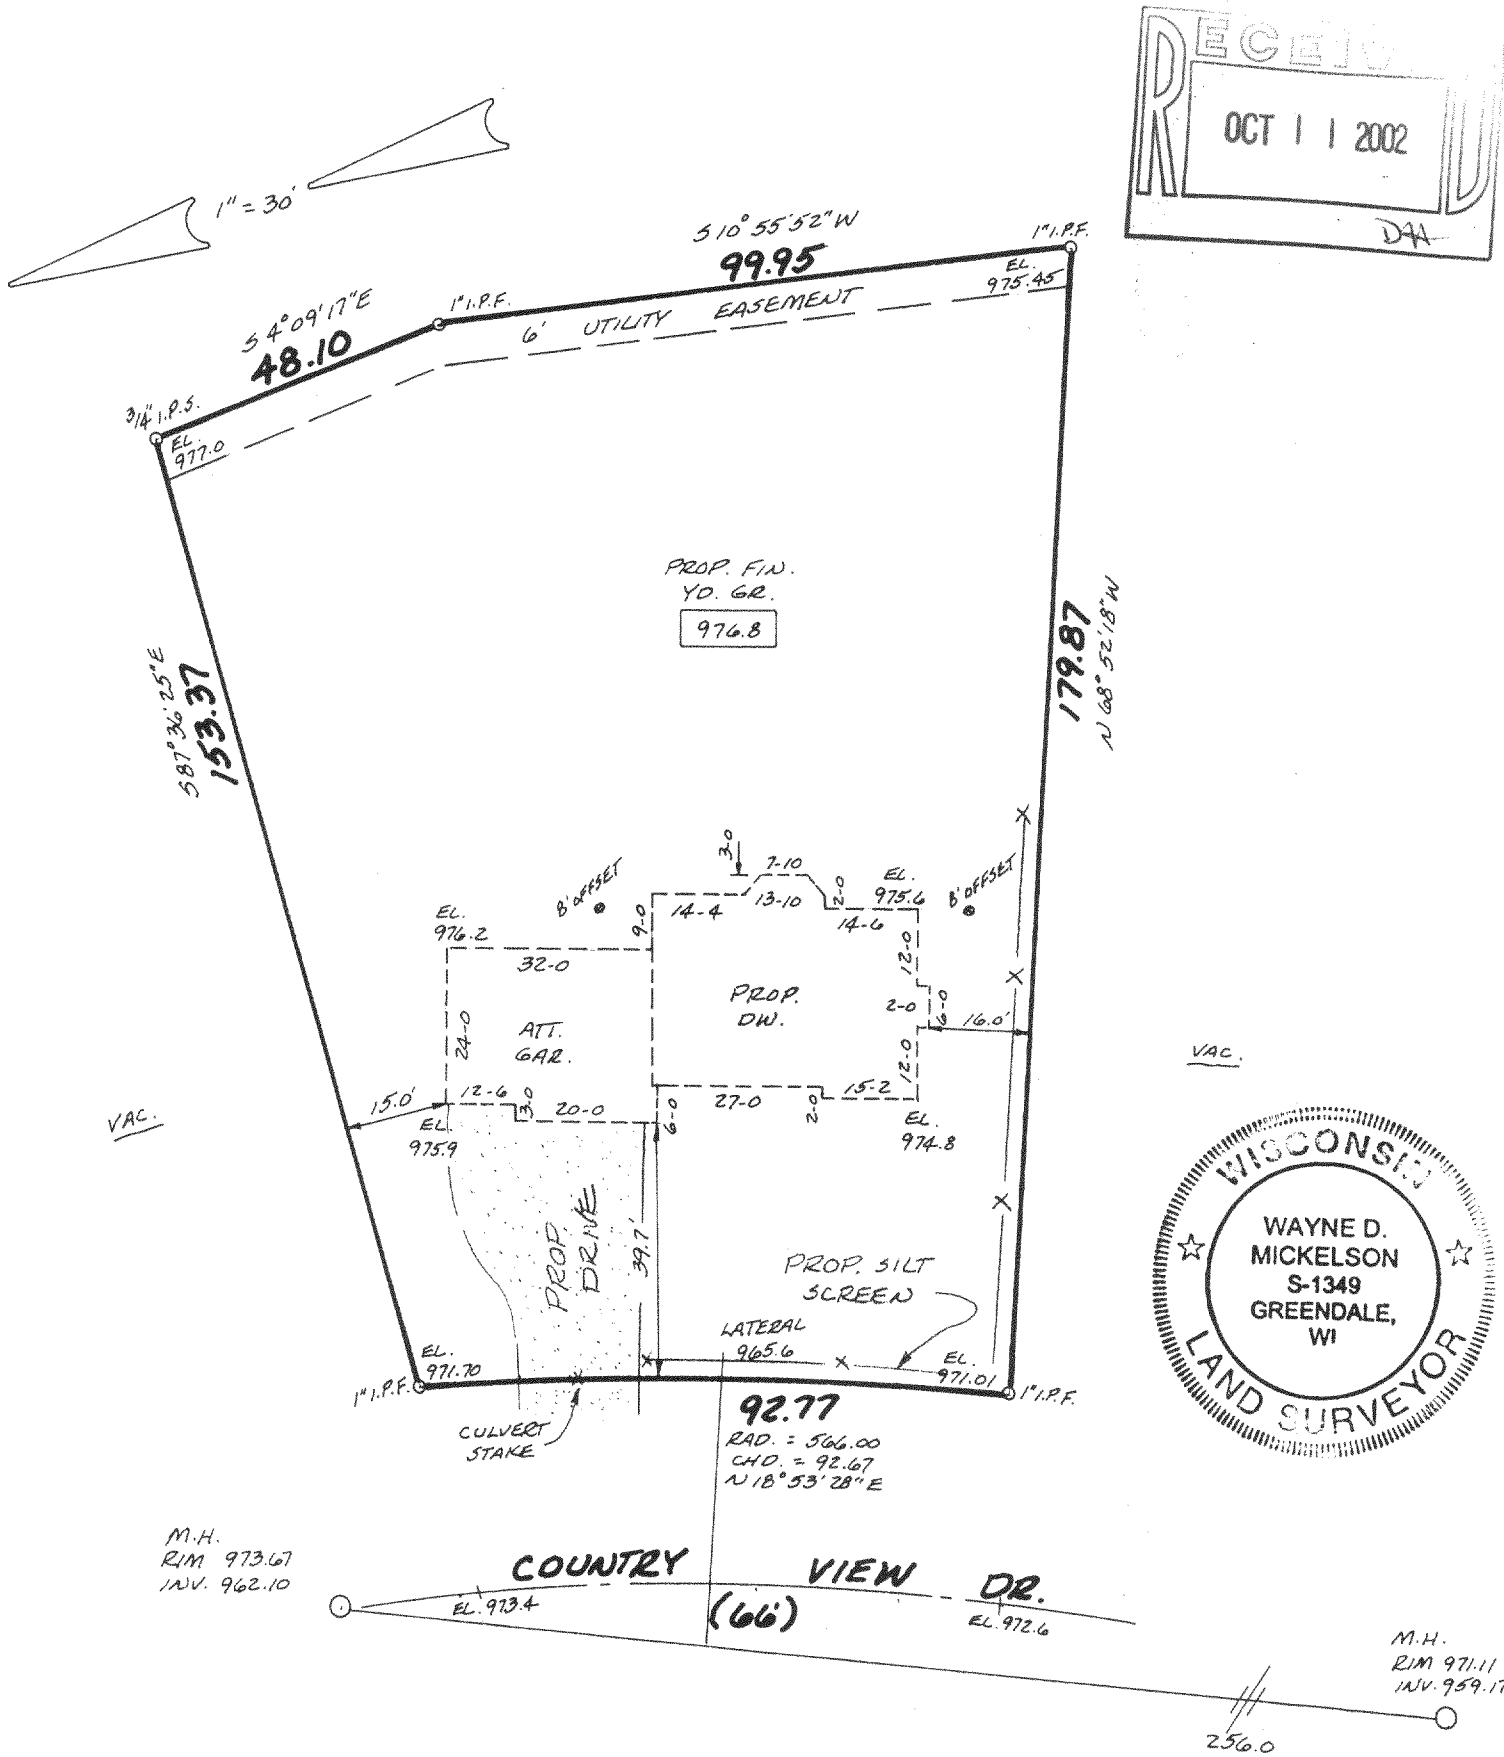 RECEIV D
OCT 11 2002
DAA
1" = 30'
S 10° 55' 52" W
99.95
1" I.P.F.
EL.
975.45
S 4° 09' 17" E
48.10
1" I.P.F.
6' UTILITY EASEMENT
3/4" I.P.S.
EL.
977.0
PROP. FIN.
YD. GR.
976.8
S 87° 36' 25" E
153.37
179.87
N 68° 52' 18" W
3-0
7-10
8' OFFSET
14-4
13-10
2-0
EL.
975.6
14-6
8' OFFSET
EL.
976.2
9-0
32-0
12-0
PROP.
DW.
2-0
6-0
16.0'
24-0
ATT.
GAR.
12-0
VAC.
VAC.
15.0'
12-6
3-0
20-0
6-0
27-0
2-0
15-2
EL.
975.9
EL.
974.8
PROP.
DRIVE
39.7'
PROP. SILT
SCREEN
LATERAL
965.6
EL.
971.70
EL.
971.01
1" I.P.F.
1" I.P.F.
CULVERT
STAKE
92.77
RAD. = 566.00
CHD. = 92.67
N 18° 53' 28" E
WISCONSIN
WAYNE D.
MICKELSON
S-1349
GREENDALE,
WI
LAND SURVEYOR
M.H.
RIM 973.67
INV. 962.10
COUNTRY VIEW DR.
(66')
EL. 973.4
EL. 972.6
M.H.
RIM 971.11
INV. 959.17
256.0